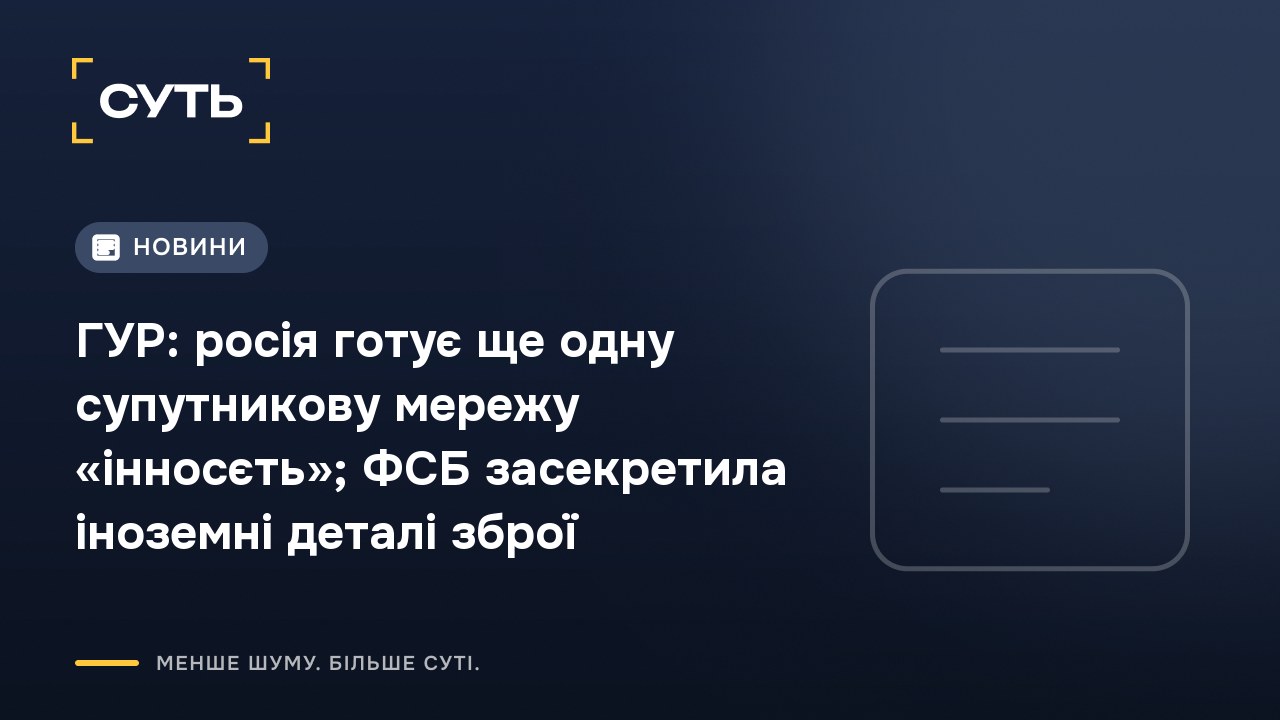 СУТЬ
НОВИНИ
ГУР: росія готує ще одну
супутникову мережу
«інносєть»; ФСБ засекретила
іноземні деталі зброї
МЕНШЕ ШУМУ. БІЛЬШЕ СУТІ.